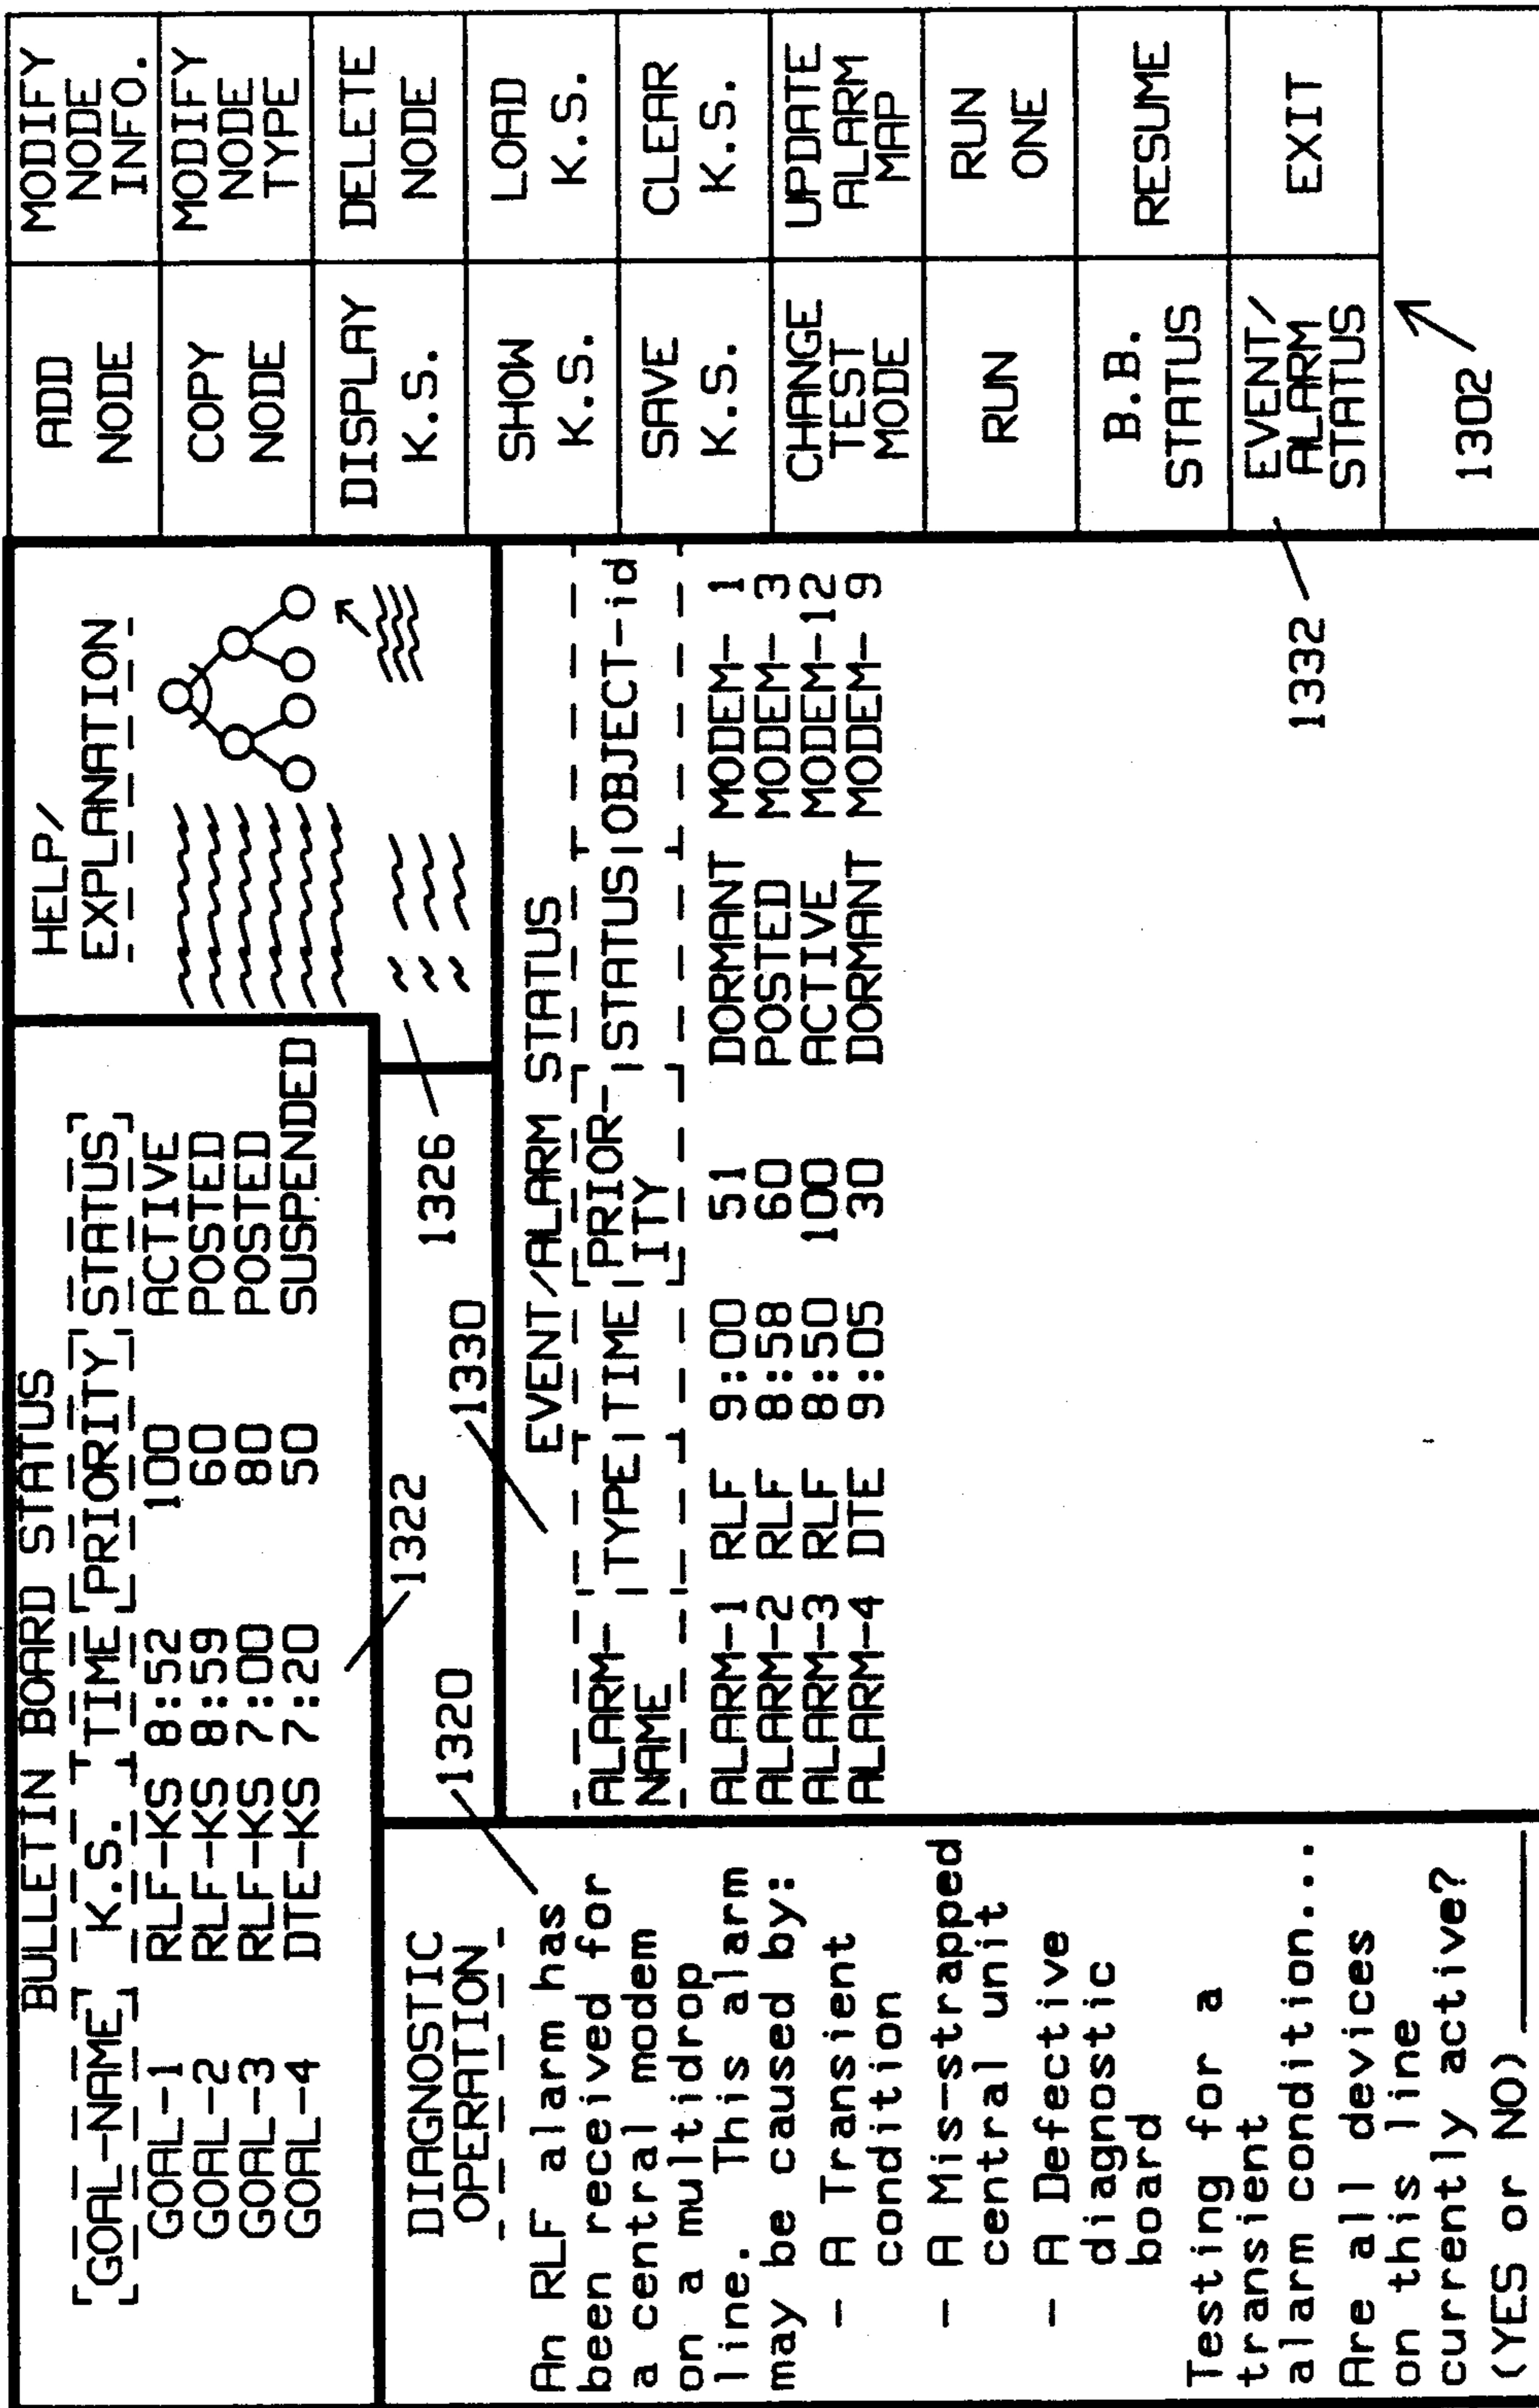 BULLETIN BOARD STATUS
GOAL-NAME K.S. TIME PRIORITY STATUS
GOAL-1 RLF-KS 8:52 100 ACTIVE
GOAL-2 RLF-KS 8:59 60 POSTED
GOAL-3 RLF-KS 7:00 80 POSTED
GOAL-4 DTE-KS 7:20 50 SUSPENDED
1322
HELP/
EXPLANATION
1326
DIAGNOSTIC
OPERATION
1320
An RLF alarm has
been received for
a central modem
on a multidrop
line. This alarm
may be caused by:
- A Transient
condition
- A Mis-strapped
central unit
- A Defective
diagnostic
board
Testing for a
transient
alarm condition...
Are all devices
on this line
currently active?
(YES or NO)
1330
EVENT/ALARM STATUS
ALARM- TYPE TIME PRIOR- STATUS OBJECT-id
NAME ITY
ALARM-1 RLF 9:00 51 DORMANT MODEM- 1
ALARM-2 RLF 8:58 60 POSTED MODEM- 3
ALARM-3 RLF 8:50 100 ACTIVE MODEM-12
ALARM-4 DTE 9:05 30 DORMANT MODEM- 9
1332
ADD
NODE
MODIFY
NODE
INFO.
COPY
NODE
MODIFY
NODE
TYPE
DISPLAY
K.S.
DELETE
NODE
SHOW
K.S.
LOAD
K.S.
SAVE
K.S.
CLEAR
K.S.
CHANGE
TEST
MODE
UPDATE
ALARM
MAP
RUN
RUN
ONE
B.B.
STATUS
RESUME
EVENT/
ALARM
STATUS
EXIT
1302